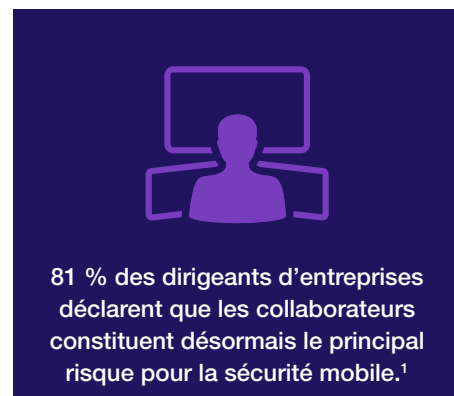 81 % des dirigeants d’entreprises
déclarent que les collaborateurs
constituent désormais le principal
risque pour la sécurité mobile.¹